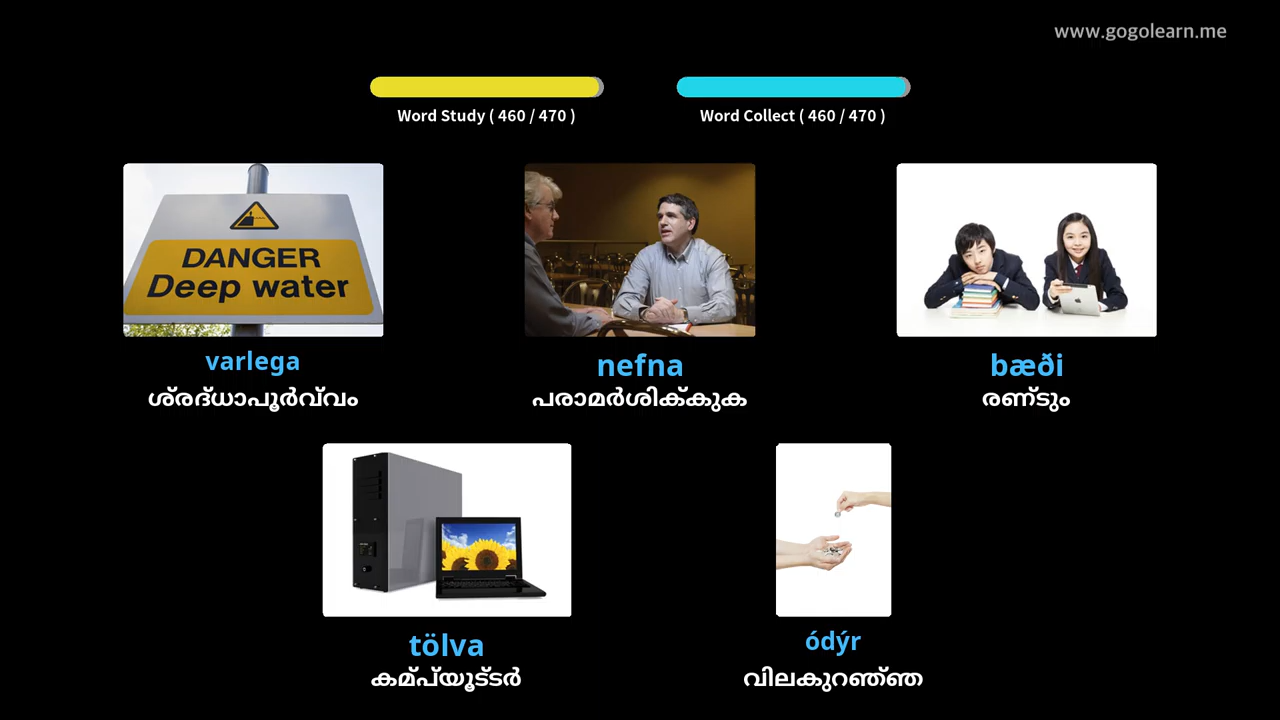 www.gogolearn.me
Word Study ( 460 / 470 )
Word Collect ( 460 / 470 )
DANGER
Deep water
varlega
ശ്രദ്ധാപൂർവ്വം
nefna
പരാമർശിക്കുക
bæði
രണ്ടും
tölva
കമ്പ്യൂട്ടർ
ódýr
വിലകുറഞ്ഞ